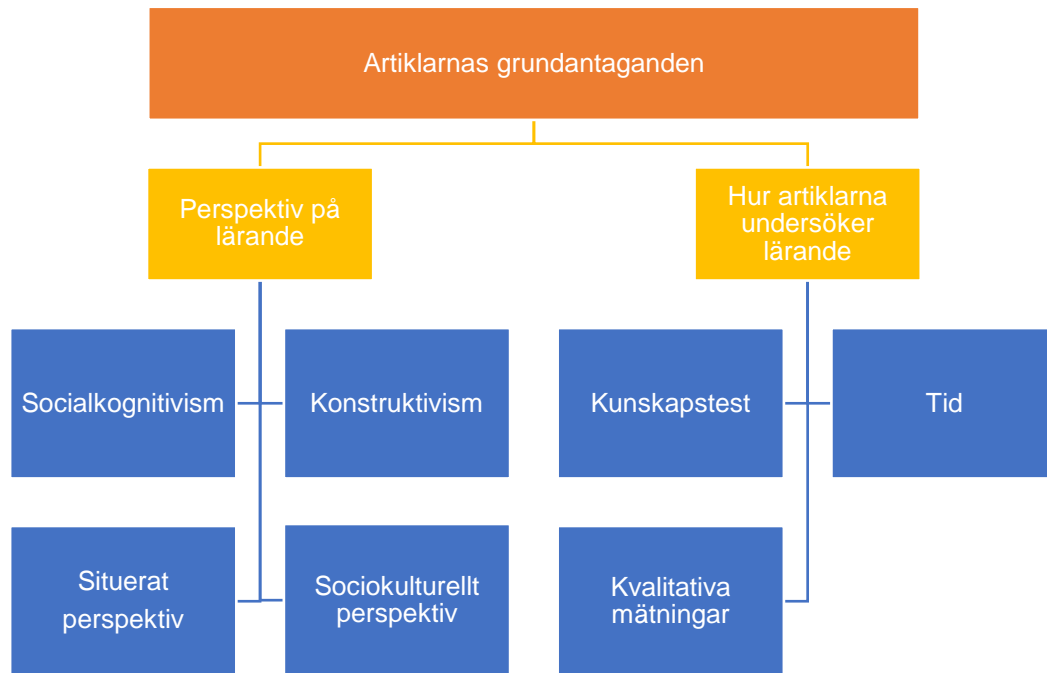 Artiklarnas grundantaganden
Perspektiv på
lärande
Hur artiklarna
undersöker
lärande
Socialkognitivism
Konstruktivism
Kunskapstest
Tid
Situerat
perspektiv
Sociokulturellt
perspektiv
Kvalitativa
mätningar